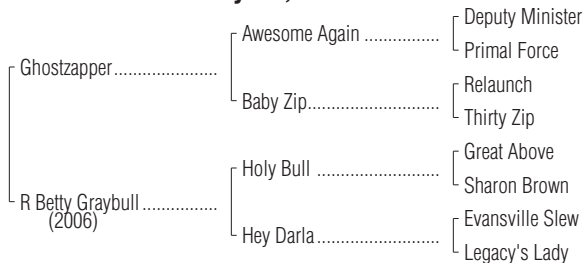 Deputy Minister
Awesome Again ................
Primal Force
Ghostzapper......................
Relaunch
Baby Zip...........................
Thirty Zip
Great Above
Holy Bull .........................
Sharon Brown
R Betty Graybull ................
(2006)
Evansville Slew
Hey Darla.........................
Legacy's Lady